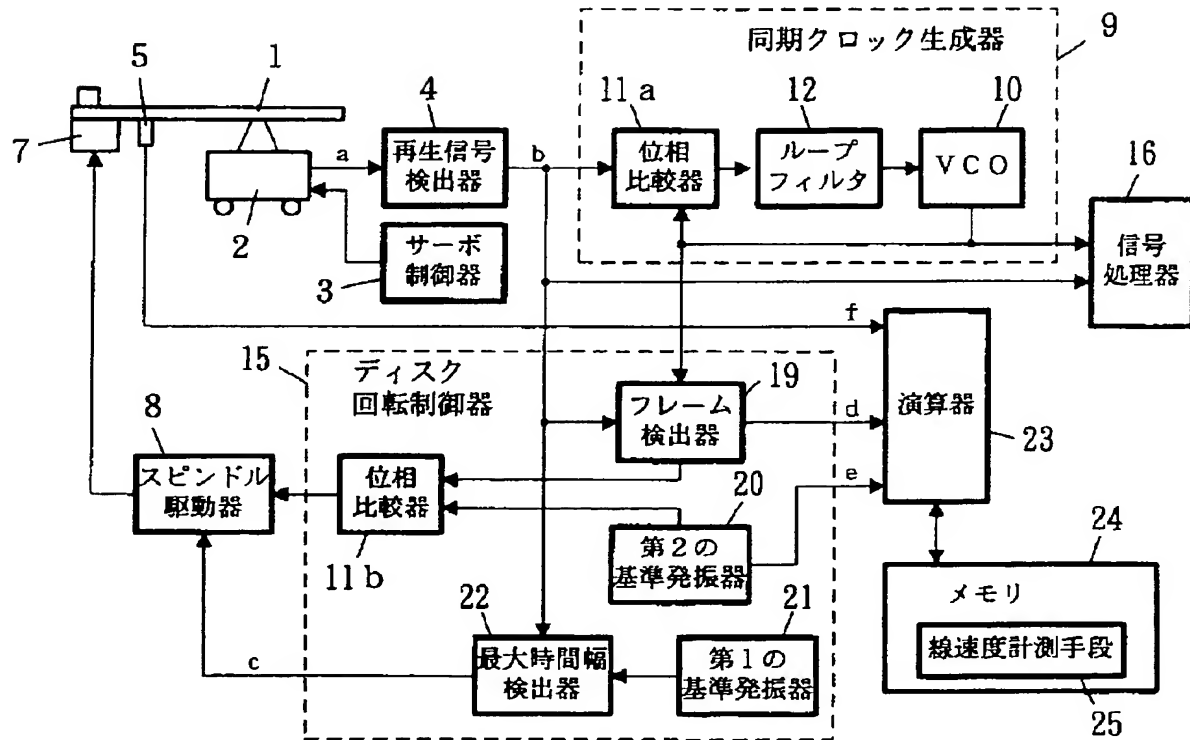 同期クロック生成器
9
1
5
7
4
11a
12
10
再生信号
検出器
a
b
位相
比較器
ループ
フィルタ
VCO
16
2
サーボ
制御器
3
信号
処理器
f
15
ディスク
回転制御器
19
フレーム
検出器
d
演算器
23
8
スピンドル
駆動器
位相
比較器
11b
20
e
第2の
基準発振器
24
メモリ
22
21
最大時間幅
検出器
第1の
基準発振器
c
線速度計測手段
25